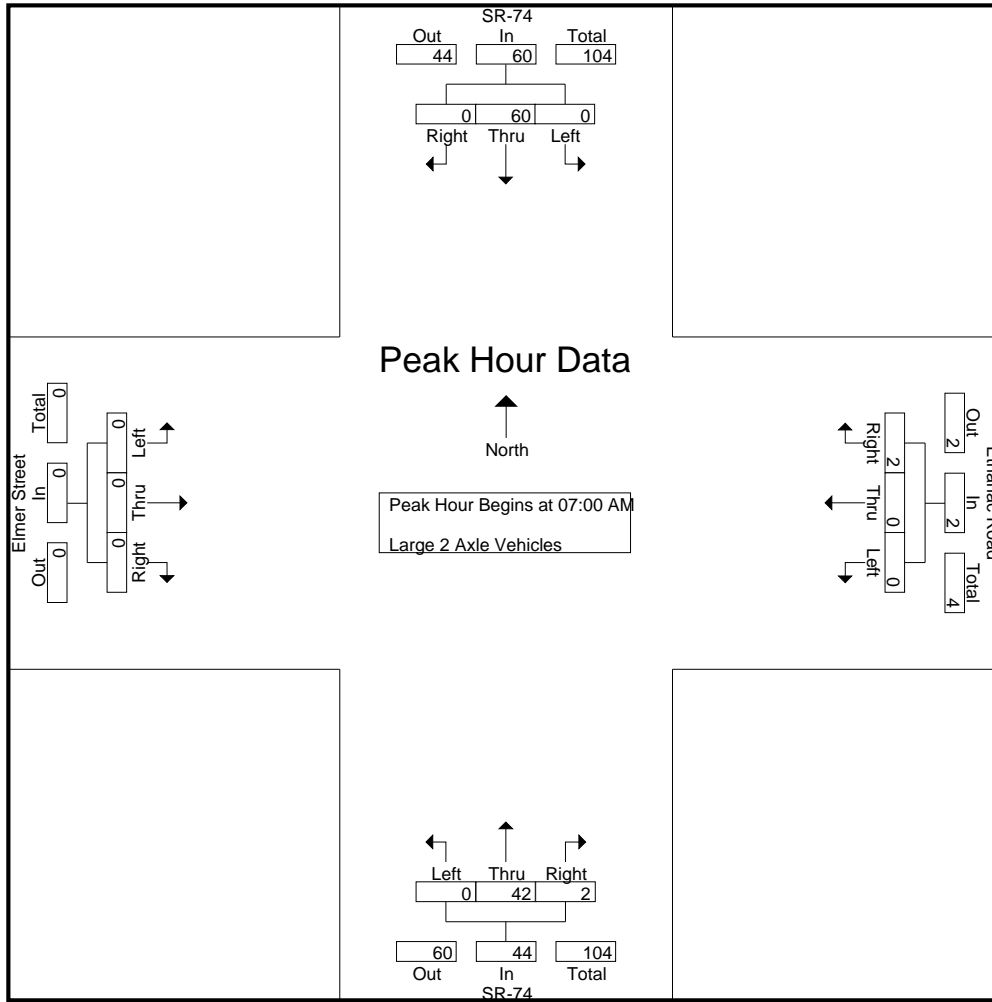 SR-74
Out In Total
44 60 104
0 60 0
Right Thru Left
Peak Hour Data
North
Peak Hour Begins at 07:00 AM
Large 2 Axle Vehicles
Elmer Street
Total In Out
0 0 0
0 0 0
Left Thru Right
Ethanac Road
Out In Total
2 2 4
2 0 0
Right Thru Left
Left Thru Right
0 42 2
60 44 104
Out In Total
SR-74